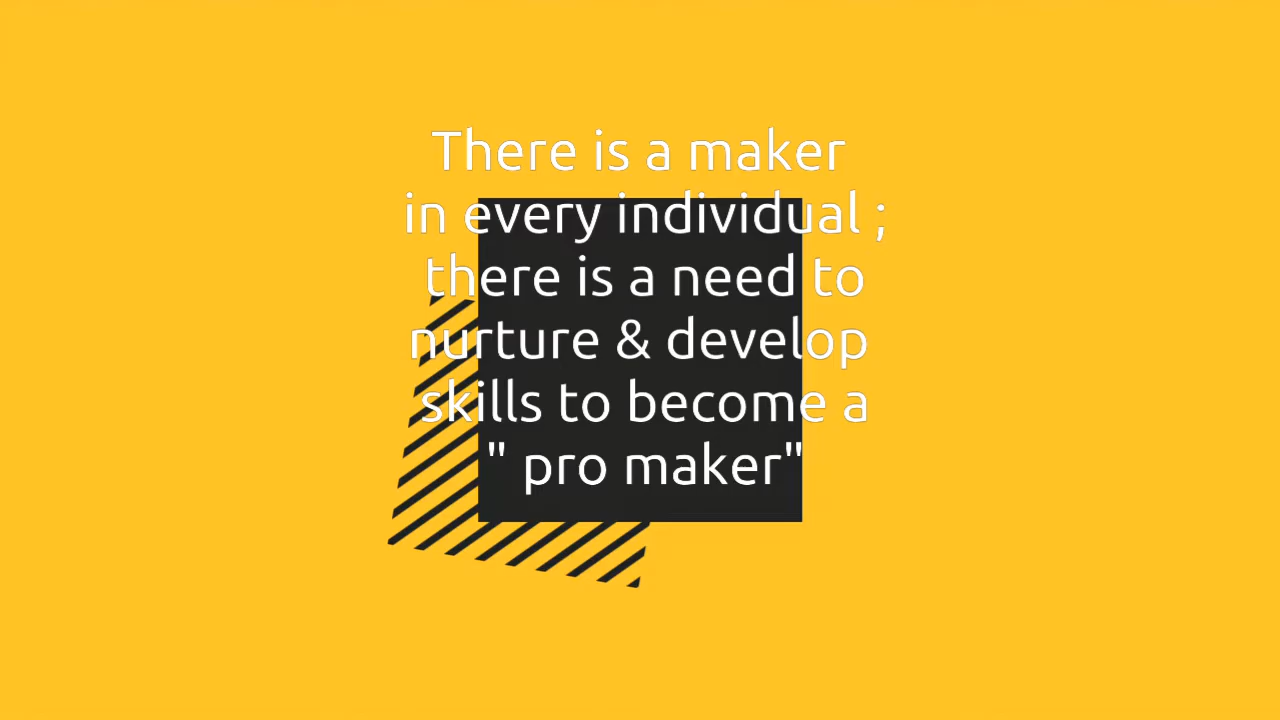 There is a maker
in every individual ;
there is a need to
nurture & develop
skills to become a
" pro maker"